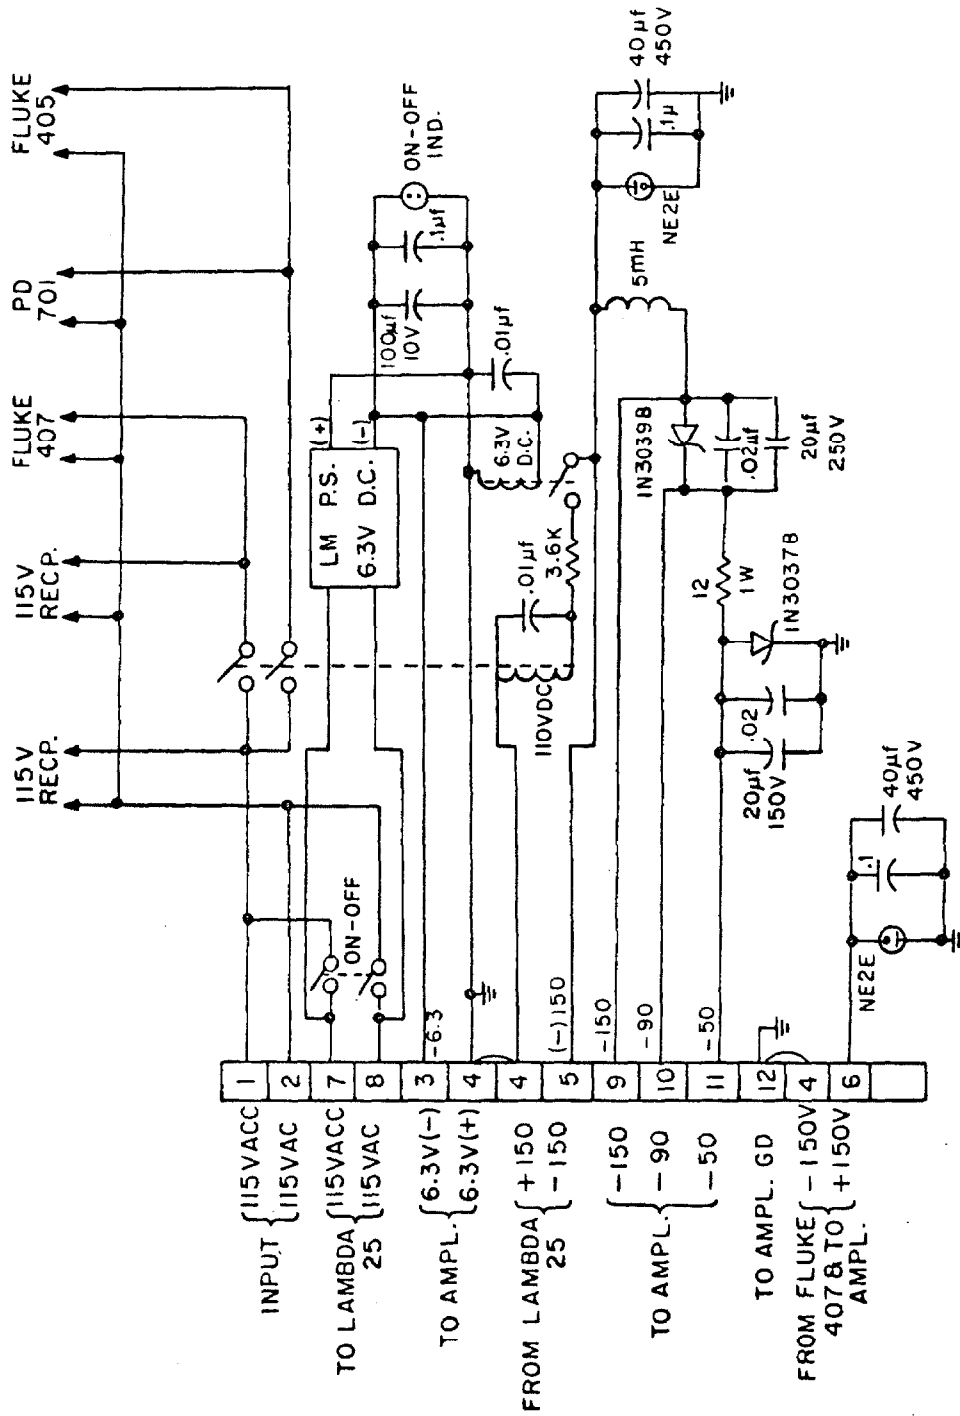 FLUKE
405
PD
701
FLUKE
407
115V
RECP.
115V
RECP.
ON-OFF
IND.
.1µf
100µf
10V
(+)
(-)
LM P.S.
6.3V D.C.
.01µf
6.3V
D.C.
.01µf
3.6K
110VDC
ON-OFF
40µf
450V
.1µ
NE2E
5mH
1N3039B
.02µf
20µf
250V
12
1W
1N3037B
.02
20µf
150V
40µf
450V
.1
NE2E
-6.3
(-)150
-150
-90
-50
1
2
7
8
3
4
4
5
9
10
11
12
4
6
INPUT { 115VACC
115VAC
TO LAMBDA
25 { 115VACC
115VAC
TO AMPL. { 6.3V(-)
6.3V(+)
FROM LAMBDA
25 { +150
-150
TO AMPL. { -150
-90
-50
TO AMPL. GD
FROM FLUKE
407 & TO
AMPL. { -150V
+150V